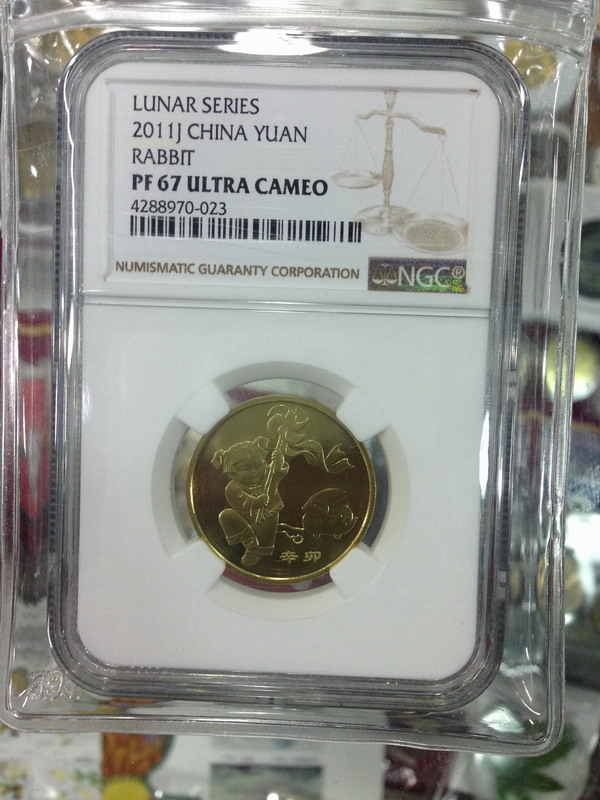 LUNAR SERIES
2011J CHINA YUAN
RABBIT
PF 67 ULTRA CAMEO
4288970-023
NUMISMATIC GUARANTY CORPORATION
NGC®
辛卯